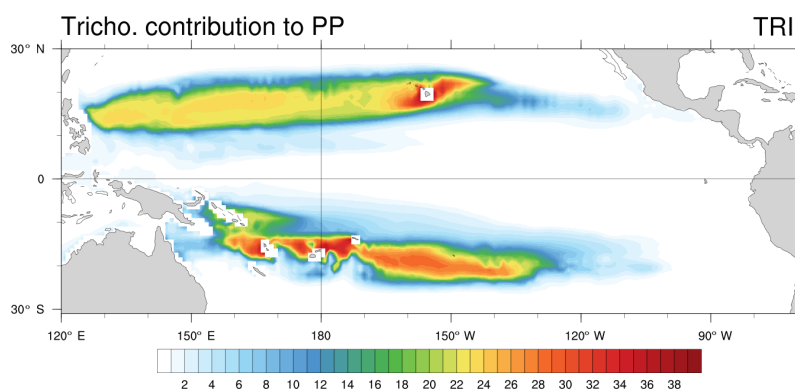 Tricho. contribution to PP TRI
30° N
0
30° S
120° E 150° E 180 150° W 120° W 90° W
2 4 6 8 10 12 14 16 18 20 22 24 26 28 30 32 34 36 38